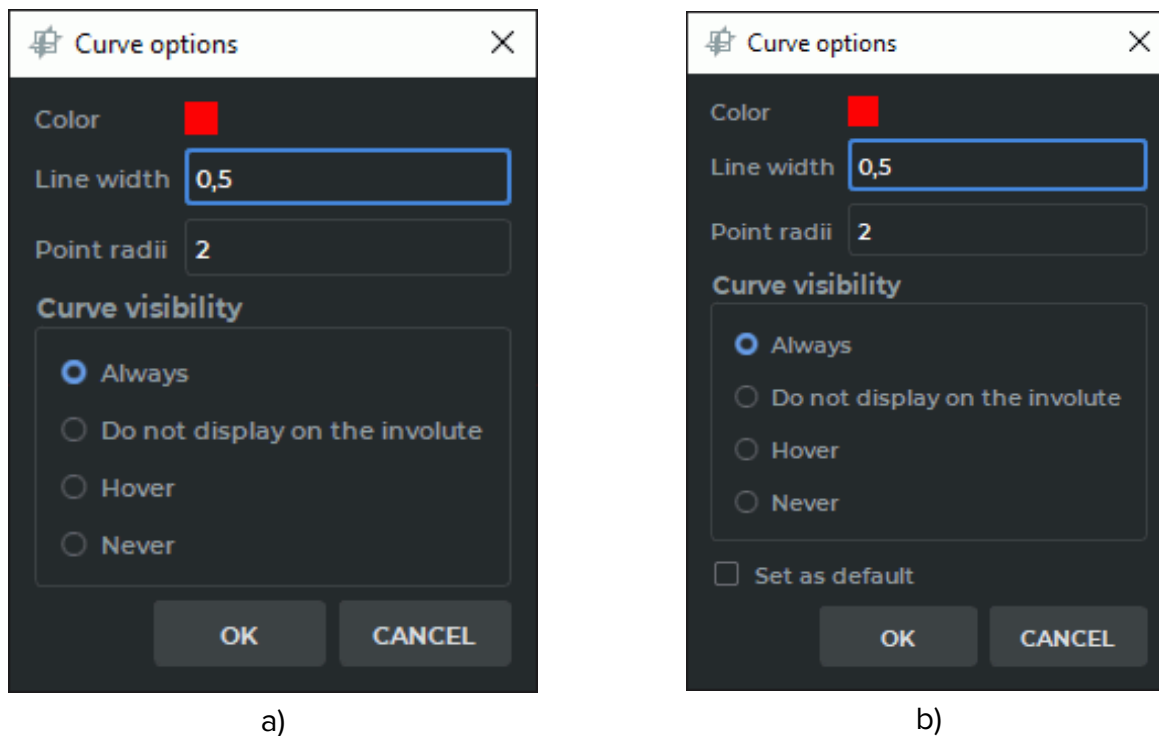 Curve options
Color
Line width 0,5
Point radii 2
Curve visibility
Always
Do not display on the involute
Hover
Never
OK CANCEL
a)
Curve options
Color
Line width 0,5
Point radii 2
Curve visibility
Always
Do not display on the involute
Hover
Never
Set as default
OK CANCEL
b)